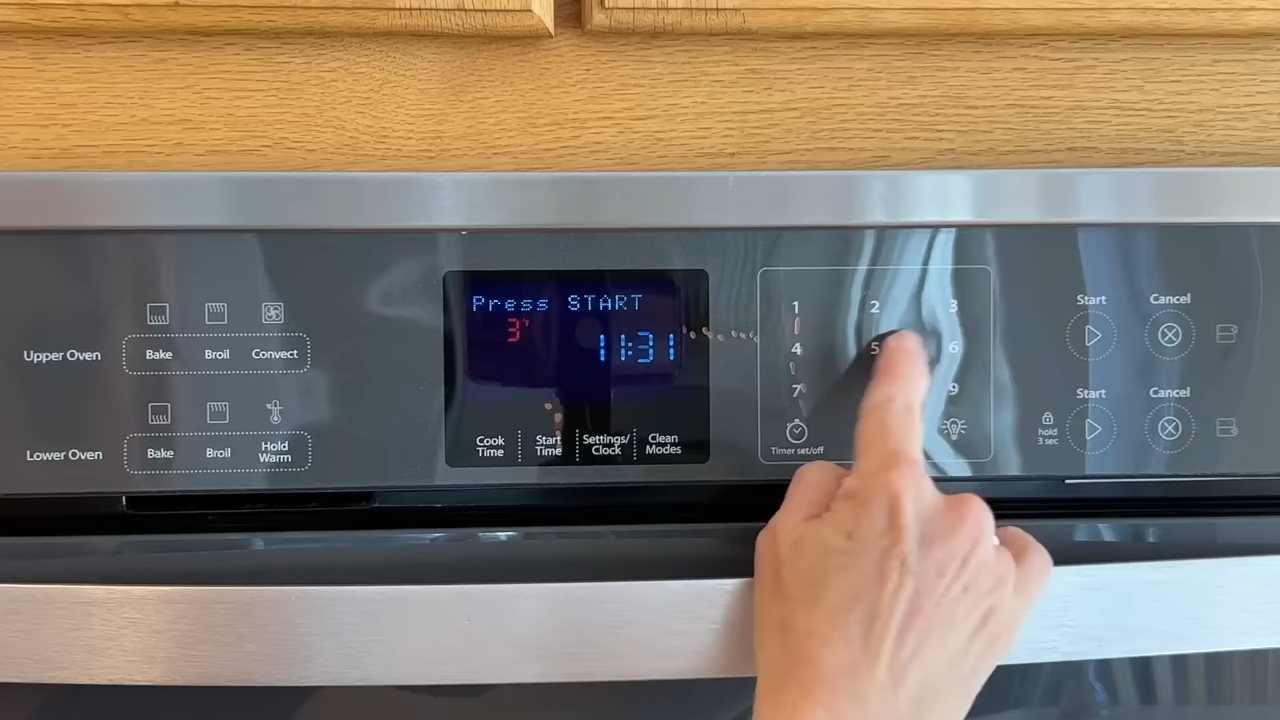 Press START
3°
11:31
Upper Oven
Bake
Broil
Connect
Lower Oven
Bake
Broil
Hold
Warm
Cook
Time
Start
Time
Settings/
Clock
Clean
Modes
1
2
3
4
5
6
7
9
Timer set/off
hold
3 sec
Start
Cancel
Start
Cancel